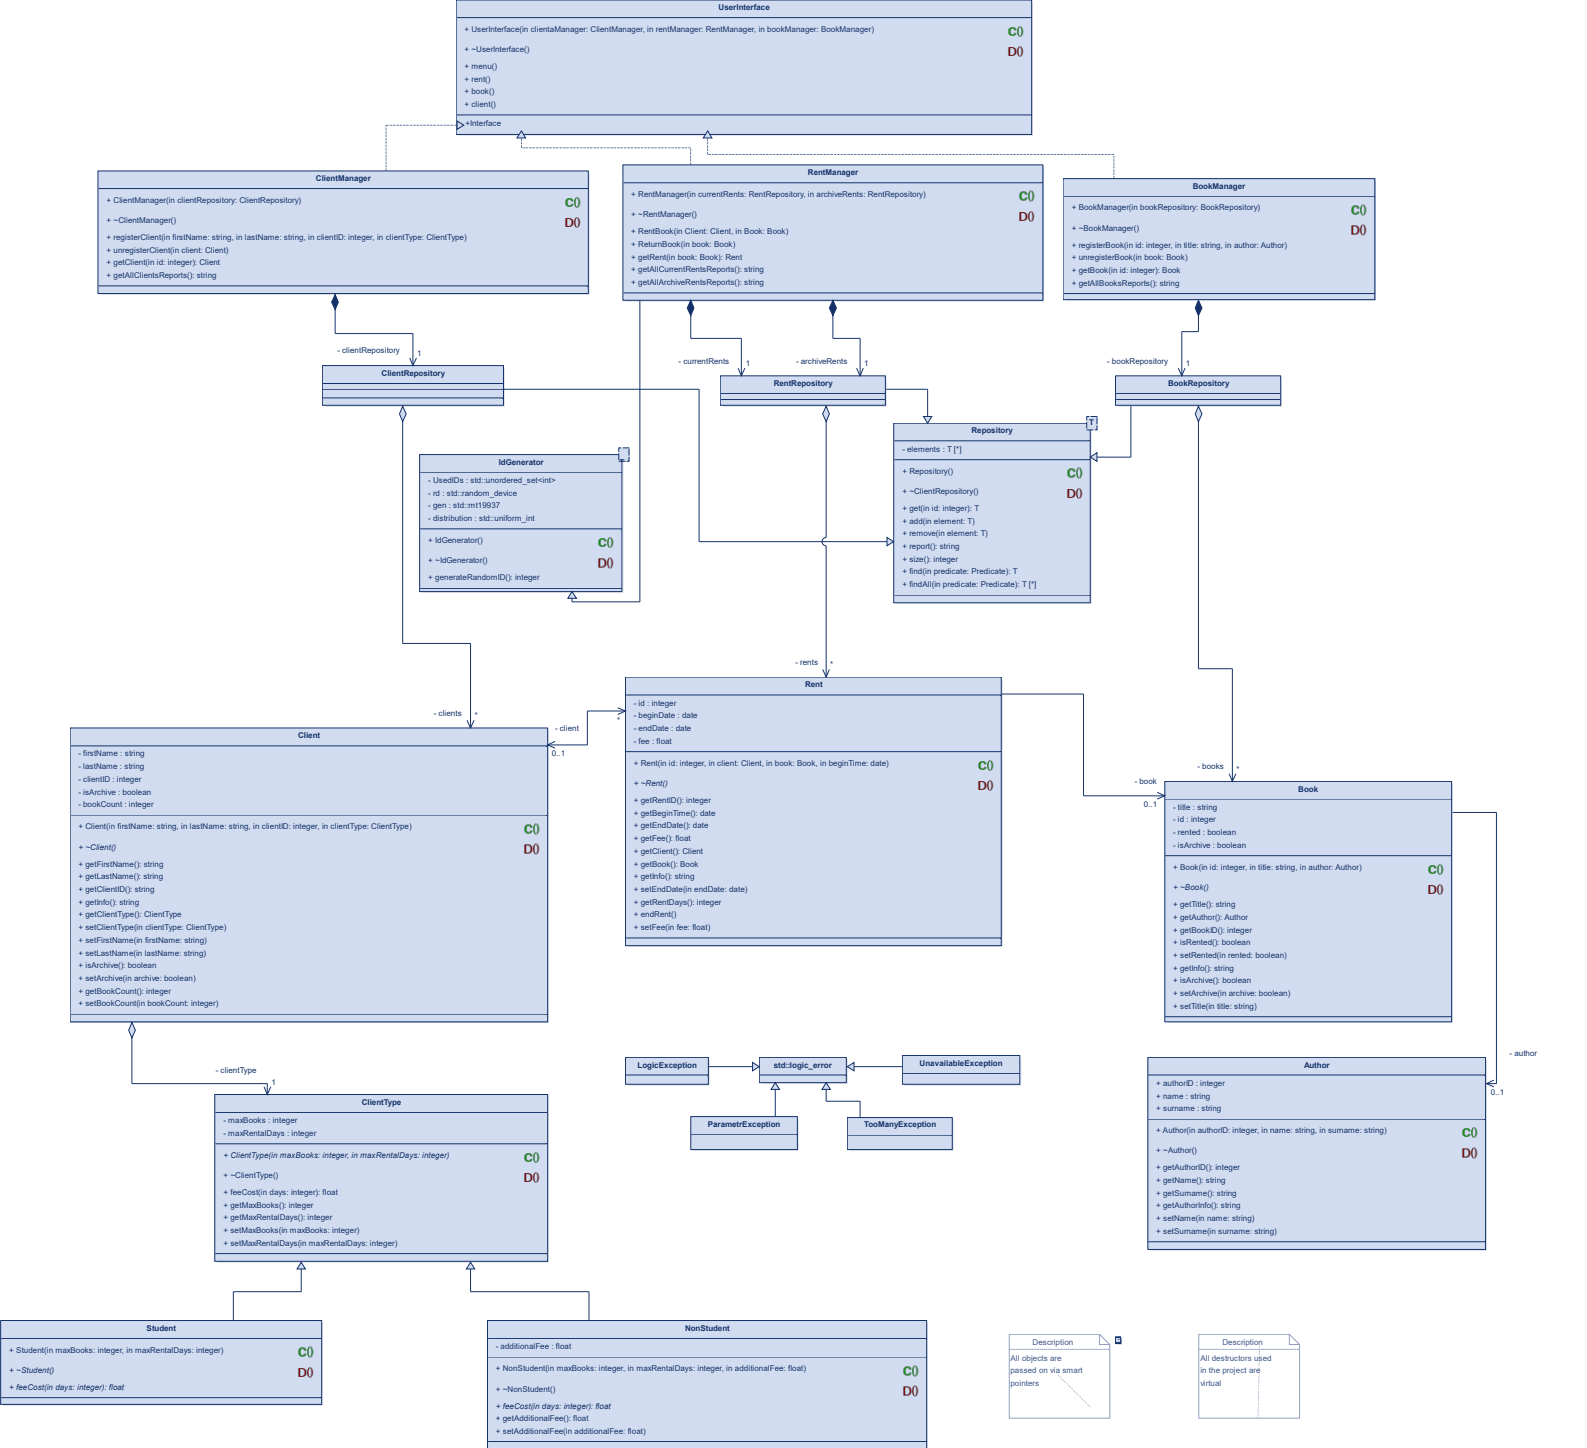 UserInterface
+ UserInterface(in clientaManager: ClientManager, in rentManager: RentManager, in bookManager: BookManager)
C()
+ ~UserInterface()
D()
+ menu()
+ rent()
+ book()
+ client()
+Interface
ClientManager
+ ClientManager(in clientRepository: ClientRepository)
C()
+ ~ClientManager()
D()
+ registerClient(in firstName: string, in lastName: string, in clientID: integer, in clientType: ClientType)
+ unregisterClient(in client: Client)
+ getClient(in id: integer): Client
+ getAllClientsReports(): string
RentManager
+ RentManager(in currentRents: RentRepository, in archiveRents: RentRepository)
C()
+ ~RentManager()
D()
+ RentBook(in Client: Client, in Book: Book)
+ ReturnBook(in book: Book)
+ getRent(in book: Book): Rent
+ getAllCurrentRentsReports(): string
+ getAllArchiveRentsReports(): string
BookManager
+ BookManager(in bookRepository: BookRepository)
C()
+ ~BookManager()
D()
+ registerBook(in id: integer, in title: string, in author: Author)
+ unregisterBook(in book: Book)
+ getBook(in id: integer): Book
+ getAllBooksReports(): string
- clientRepository
1
- currentRents
1
- archiveRents
1
- bookRepository
1
ClientRepository
RentRepository
BookRepository
Repository
T
- elements : T [*]
+ Repository()
C()
+ ~ClientRepository()
D()
+ get(in id: integer): T
+ add(in element: T)
+ remove(in element: T)
+ report(): string
+ size(): integer
+ find(in predicate: Predicate): T
+ findAll(in predicate: Predicate): T [*]
IdGenerator
- UsedIDs : std::unordered_set<int>
- rd : std::random_device
- gen : std::mt19937
- distribution : std::uniform_int
+ IdGenerator()
C()
+ ~IdGenerator()
D()
+ generateRandomID(): integer
- rents
*
- clients
*
- client
0..1
*
- books
*
- book
0..1
Rent
- id : integer
- beginDate : date
- endDate : date
- fee : float
+ Rent(in id: integer, in client: Client, in book: Book, in beginTime: date)
C()
+ ~Rent()
D()
+ getRentID(): integer
+ getBeginTime(): date
+ getEndDate(): date
+ getFee(): float
+ getClient(): Client
+ getBook(): Book
+ getInfo(): string
+ setEndDate(in endDate: date)
+ getRentDays(): integer
+ endRent()
+ setFee(in fee: float)
Client
- firstName : string
- lastName : string
- clientID : integer
- isArchive : boolean
- bookCount : integer
+ Client(in firstName: string, in lastName: string, in clientID: integer, in clientType: ClientType)
C()
+ ~Client()
D()
+ getFirstName(): string
+ getLastName(): string
+ getClientID(): string
+ getInfo(): string
+ getClientType(): ClientType
+ setClientType(in clientType: ClientType)
+ setFirstName(in firstName: string)
+ setLastName(in lastName: string)
+ isArchive(): boolean
+ setArchive(in archive: boolean)
+ getBookCount(): integer
+ setBookCount(in bookCount: integer)
Book
- title : string
- id : integer
- rented : boolean
- isArchive : boolean
+ Book(in id: integer, in title: string, in author: Author)
C()
+ ~Book()
D()
+ getTitle(): string
+ getAuthor(): Author
+ getBookID(): integer
+ isRented(): boolean
+ setRented(in rented: boolean)
+ getInfo(): string
+ isArchive(): boolean
+ setArchive(in archive: boolean)
+ setTitle(in title: string)
- author
0..1
- clientType
1
LogicException
std::logic_error
UnavailableException
ParametrException
TooManyException
Author
+ authorID : integer
+ name : string
+ surname : string
+ Author(in authorID: integer, in name: string, in surname: string)
C()
+ ~Author()
D()
+ getAuthorID(): integer
+ getName(): string
+ getSurname(): string
+ getAuthorInfo(): string
+ setName(in name: string)
+ setSurname(in surname: string)
ClientType
- maxBooks : integer
- maxRentalDays : integer
+ ClientType(in maxBooks: integer, in maxRentalDays: integer)
C()
+ ~ClientType()
D()
+ feeCost(in days: integer): float
+ getMaxBooks(): integer
+ getMaxRentalDays(): integer
+ setMaxBooks(in maxBooks: integer)
+ setMaxRentalDays(in maxRentalDays: integer)
Student
+ Student(in maxBooks: integer, in maxRentalDays: integer)
C()
+ ~Student()
D()
+ feeCost(in days: integer): float
NonStudent
- additionalFee : float
+ NonStudent(in maxBooks: integer, in maxRentalDays: integer, in additionalFee: float)
C()
+ ~NonStudent()
D()
+ feeCost(in days: integer): float
+ getAdditionalFee(): float
+ setAdditionalFee(in additionalFee: float)
Description
All objects are
passed on via smart
pointers
Description
All destructors used
in the project are
virtual